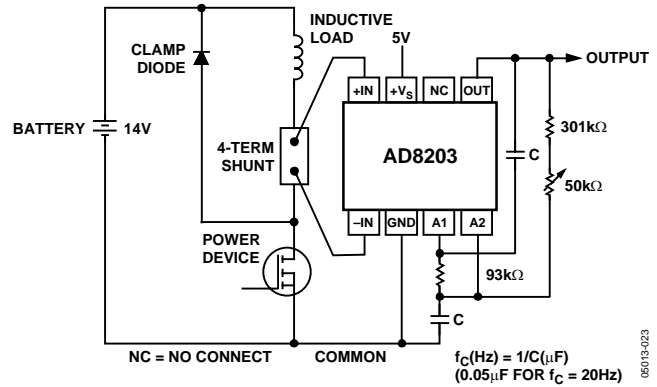 INDUCTIVE
LOAD
CLAMP
DIODE
5V
OUTPUT
+IN
+VS
NC
OUT
301kΩ
BATTERY
14V
4-TERM
SHUNT
AD8203
C
50kΩ
–IN
GND
A1
A2
POWER
DEVICE
93kΩ
C
NC = NO CONNECT
COMMON
fC(Hz) = 1/C(μF)
(0.05μF FOR fC = 20Hz)
05013-023